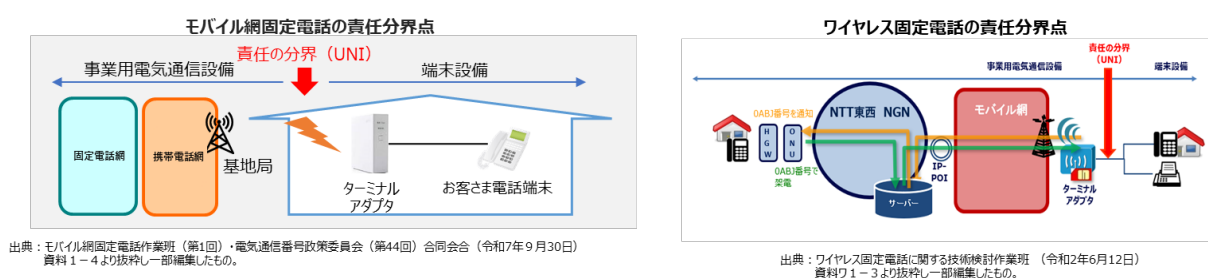 モバイル網固定電話の責任分界点
責任の分界（UNI）
事業用電気通信設備
端末設備
固定電話網
携帯電話網
基地局
ターミナル
アダプタ
お客さま電話端末
出典：モバイル網固定電話作業班（第1回）・電気通信番号政策委員会（第44回）合同会合（令和7年９月30日）
資料１－４より抜粋し一部編集したもの。
ワイヤレス固定電話の責任分界点
責任の分界
（UNI）
事業用電気通信設備
端末設備
0ABJ番号を通知
NTT東西 NGN
モバイル網
HGW
ONU
0ABJ番号で
架電
IP-
POI
サーバー
ターミナル
アダプタ
出典：ワイヤレス固定電話に関する技術検討作業班 （令和2年6月12日）
資料ワ１－３より抜粋し一部編集したもの。